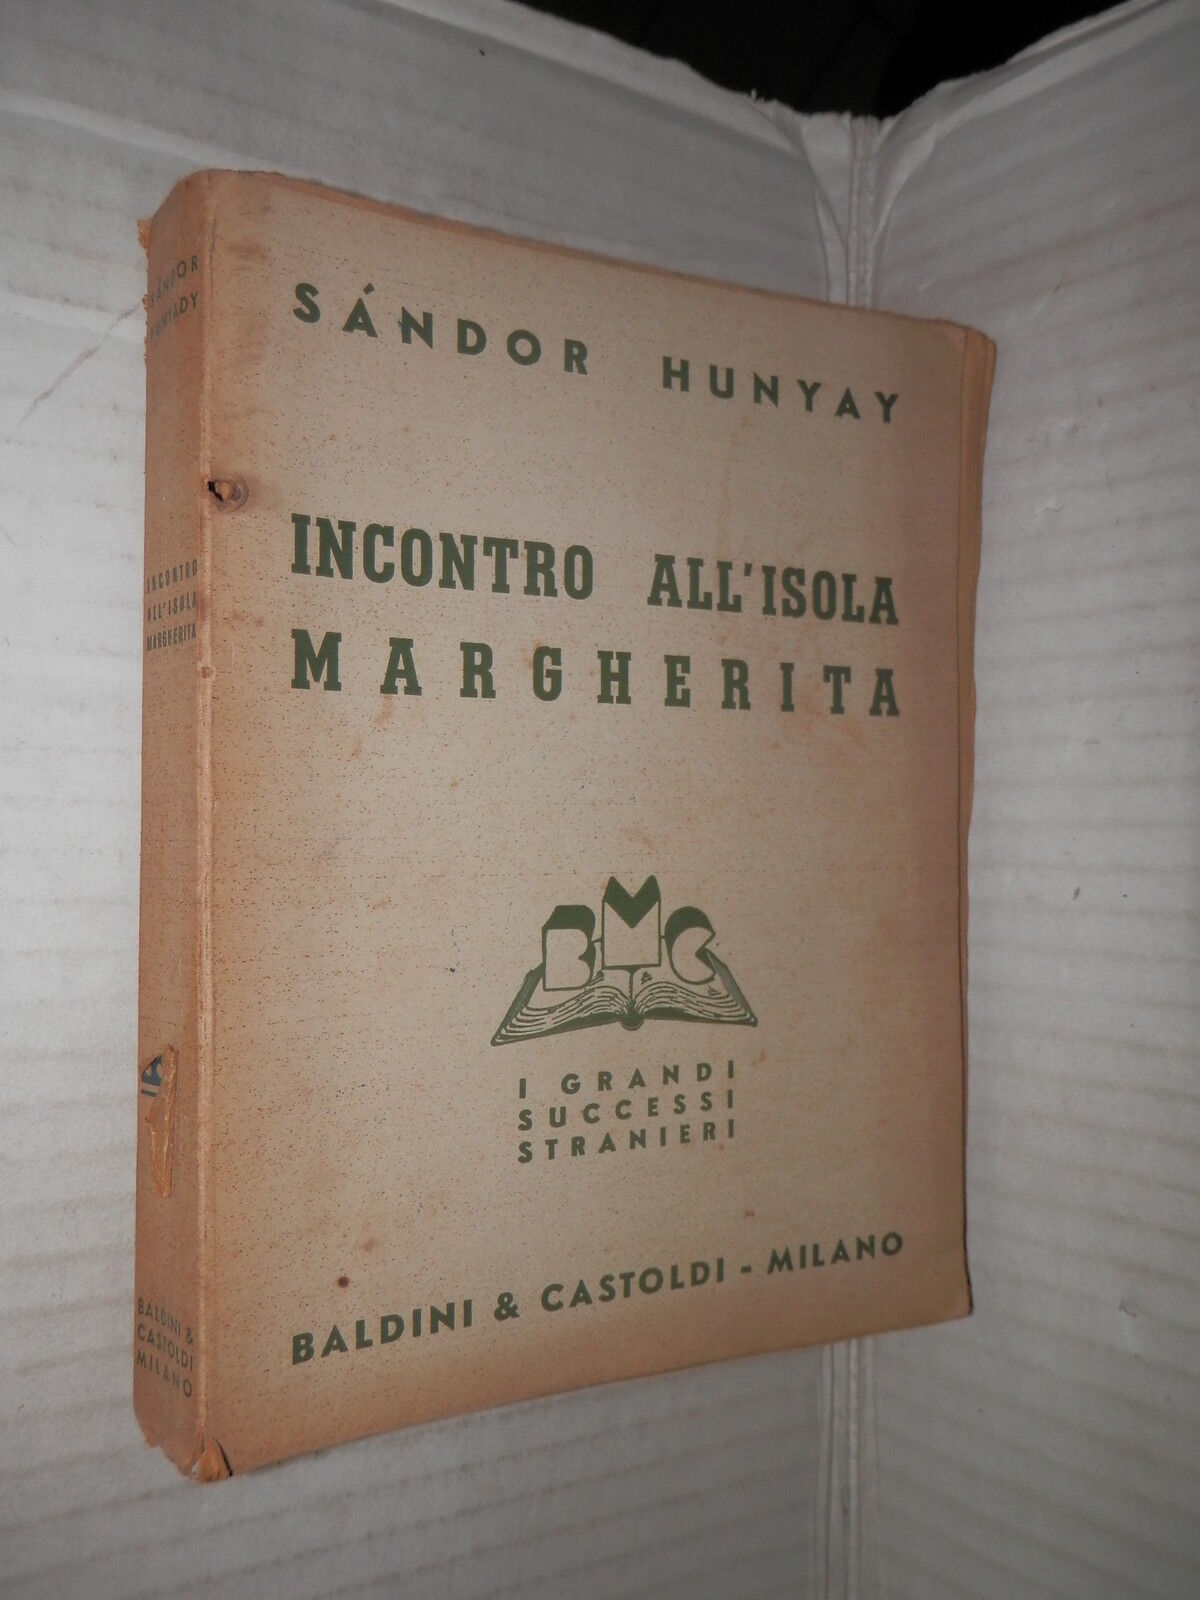 SÁNDOR HUNYAY
INCONTRO ALL'ISOLA
MARGHERITA
BMC
I GRANDI
SUCCESSI
STRANIERI
BALDINI & CASTOLDI - MILANO
SÁNDOR
HUNYADY
INCONTRO
ALL'ISOLA
MARGHERITA
BALDINI &
CASTOLDI
MILANO